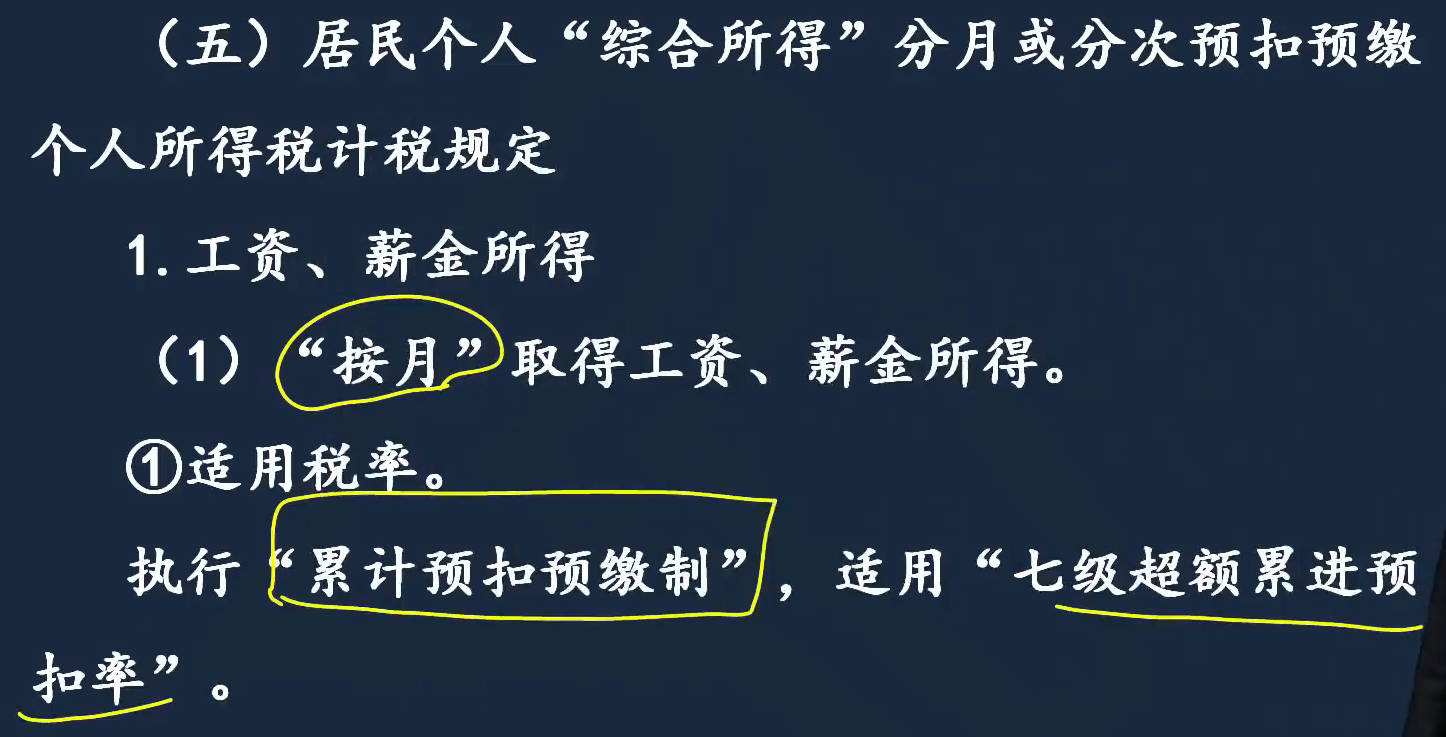 （五）居民个人“综合所得”分月或分次预扣预缴
个人所得税计税规定
1.工资、薪金所得
（1）“按月”取得工资、薪金所得。
①适用税率。
执行“累计预扣预缴制”，适用“七级超额累进预
扣率”。